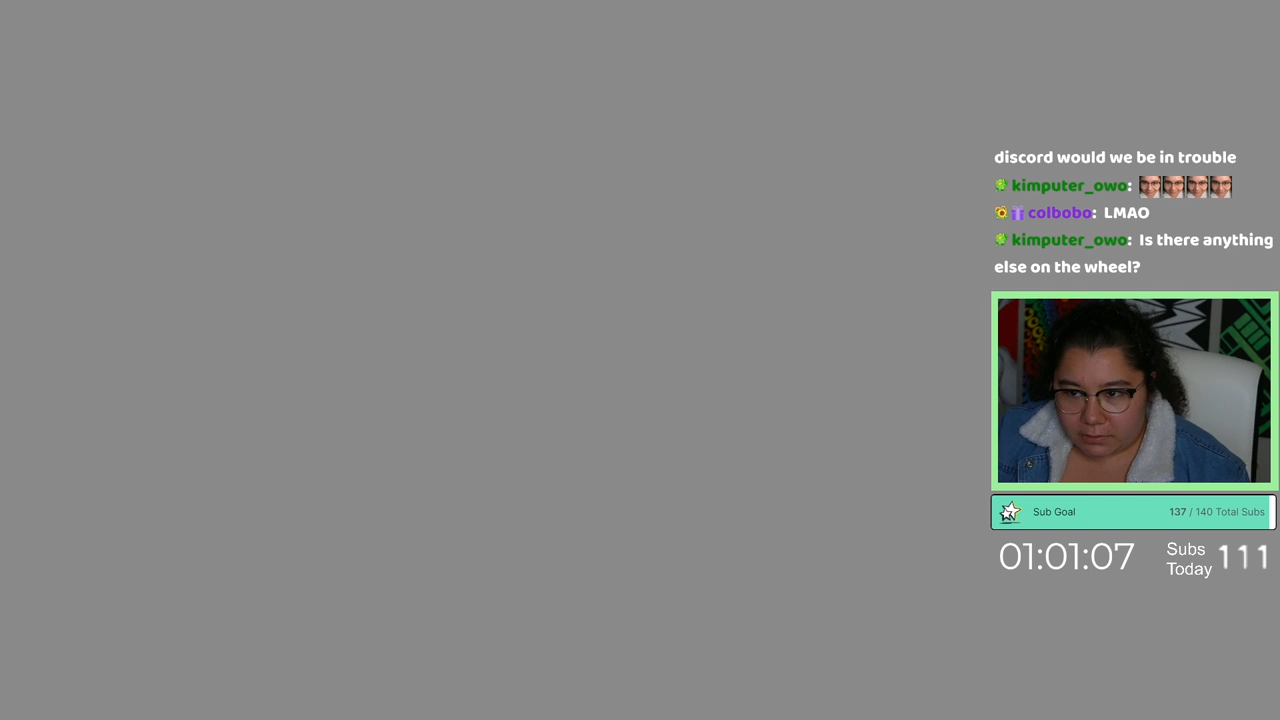 discord would we be in trouble
kimputer_owo:
colbobo: LMAO
kimputer_owo: Is there anything
else on the wheel?
Sub Goal
137 / 140 Total Subs
01:01:07
Subs
Today
111